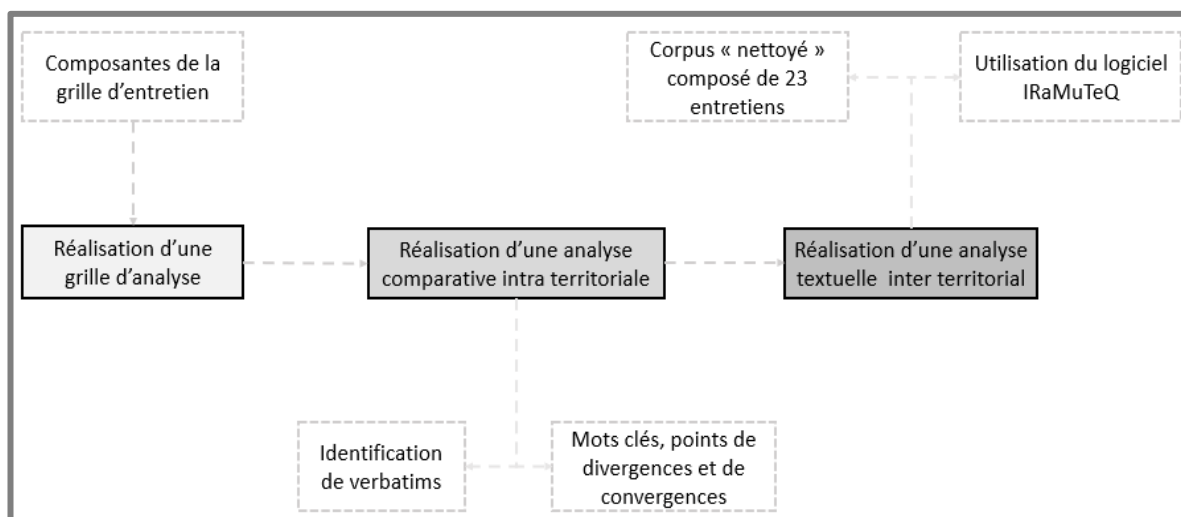 Composantes de la
grille d’entretien
Corpus « nettoyé »
composé de 23
entretiens
Utilisation du logiciel
IRaMuTeQ
Réalisation d’une
grille d’analyse
Réalisation d’une analyse
comparative intra territoriale
Réalisation d’une analyse
textuelle inter territorial
Identification
de verbatims
Mots clés, points de
divergences et de
convergences